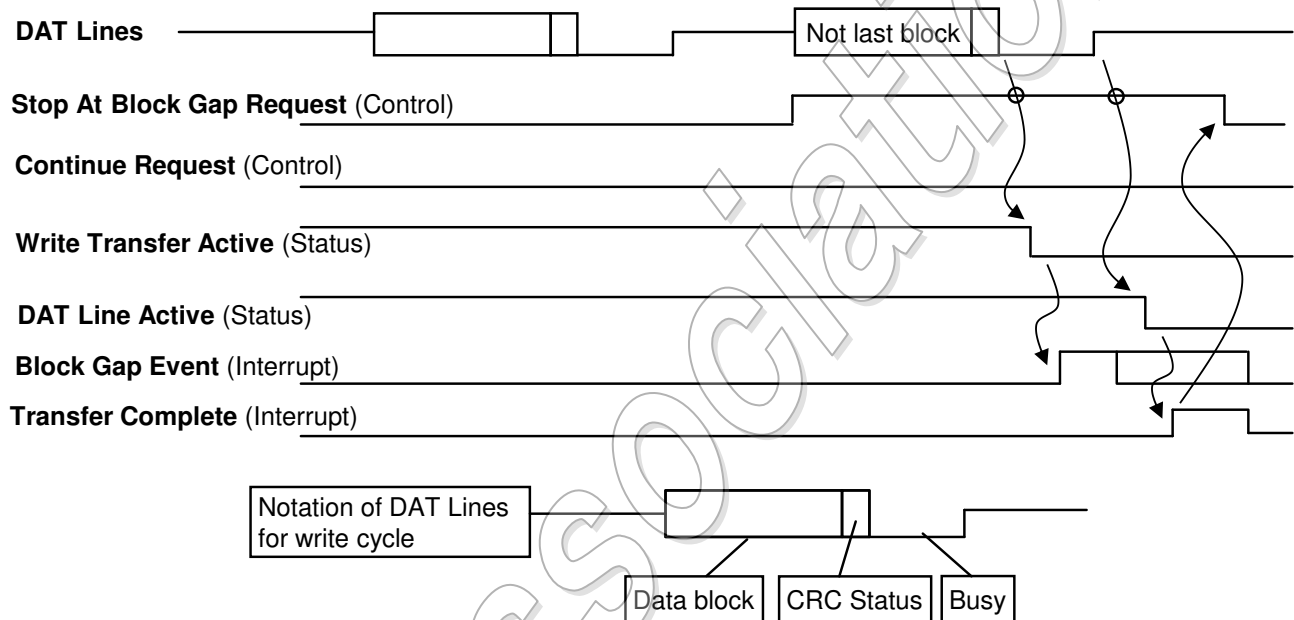 DAT Lines
Not last block
Stop At Block Gap Request (Control)
Continue Request (Control)
Write Transfer Active (Status)
DAT Line Active (Status)
Block Gap Event (Interrupt)
Transfer Complete (Interrupt)
Notation of DAT Lines
for write cycle
Data block
CRC Status
Busy
ssociatio